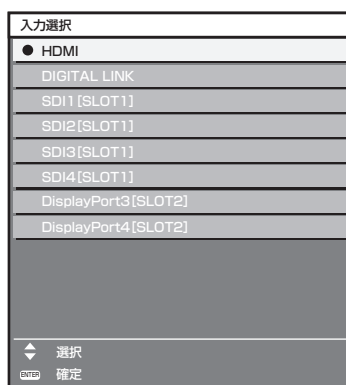 入力選択
HDMI
DIGITAL LINK
SDI1[SLOT1]
SDI2[SLOT1]
SDI3[SLOT1]
SDI4[SLOT1]
DisplayPort3[SLOT2]
DisplayPort4[SLOT2]
選択
ENTER 確定